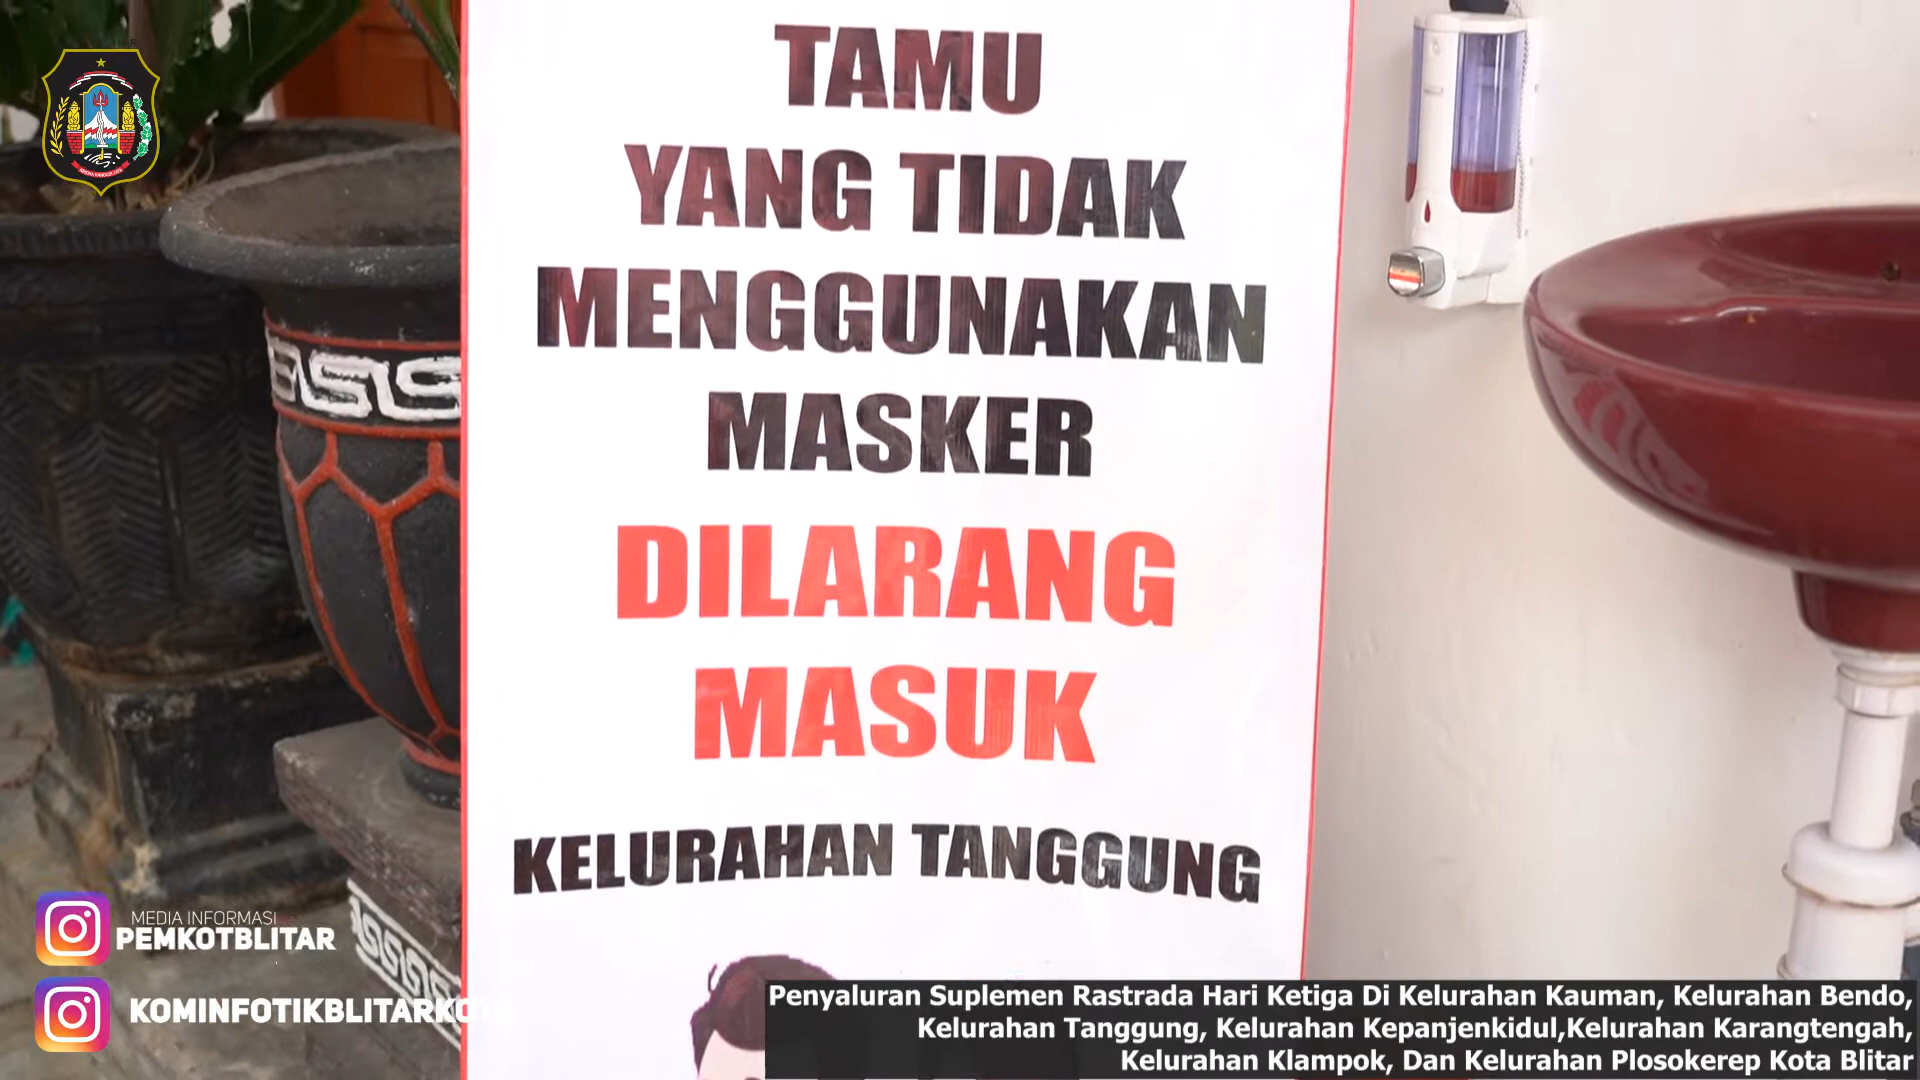 TAMU
YANG TIDAK
MENGGUNAKAN
MASKER
DILARANG
MASUK
KELURAHAN TANGGUNG
MEDIA INFORMASI
PEMKOTBLITAR
KOMINFOTIKBLITARKOTA
Penyaluran Suplemen Rastrada Hari Ketiga Di Kelurahan Kauman, Kelurahan Bendo,
Kelurahan Tanggung, Kelurahan Kepanjenkidul,Kelurahan Karangtengah,
Kelurahan Klampok, Dan Kelurahan Plosokerep Kota Blitar